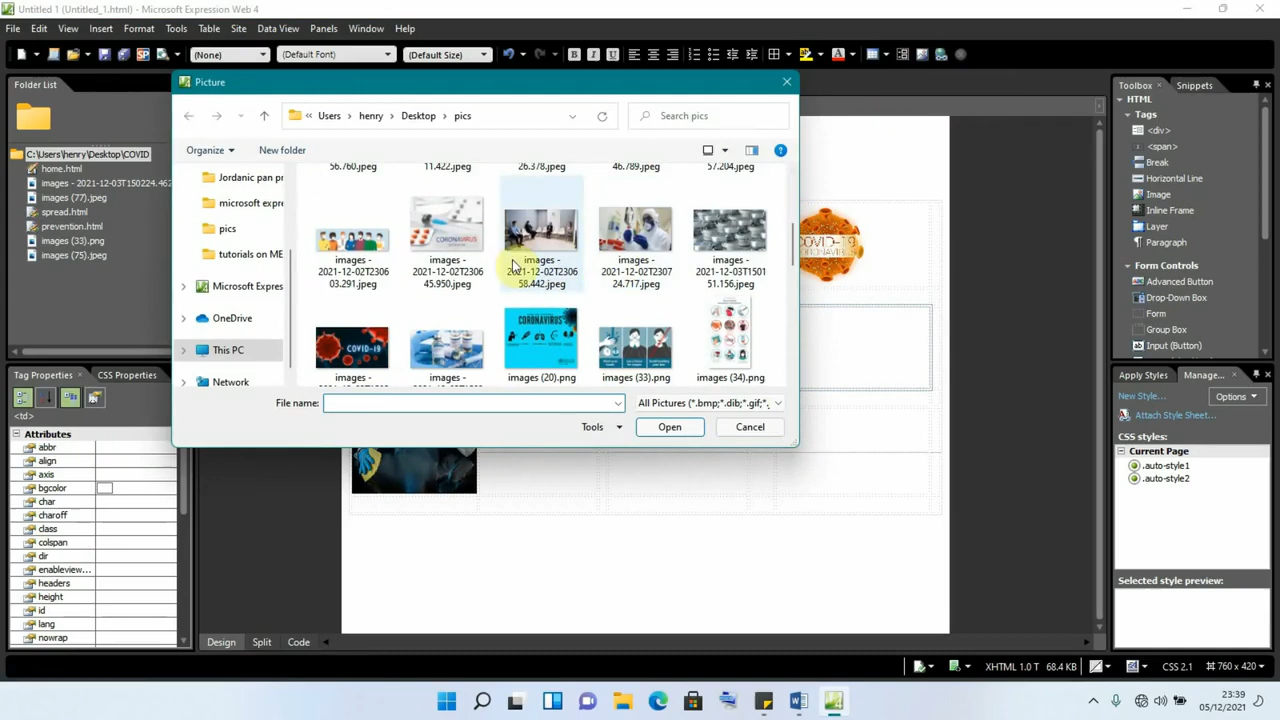 Untitled 1 (Untitled_1.html) - Microsoft Expression Web 4
File Edit View Insert Format Tools Table Site Data View Panels Window Help
(None) (Default Font) (Default Size) B I U A
Folder List
C:\Users\henry\Desktop\COVID
home.html
images - 2021-12-03T150224.462
images (77).jpeg
spread.html
prevention.html
images (33).png
images (75).jpeg
Tag Properties CSS Properties
<td>
Attributes
abbr
align
axis
bgcolor
char
charoff
class
colspan
dir
enableview...
headers
height
id
lang
nowrap
Picture
Users henry Desktop pics
Search pics
Organize New folder
Jordanic pan pr
microsoft expre
pics
tutorials on ME
Microsoft Expres
OneDrive
This PC
Network
56.760.jpeg 11.422.jpeg 26.378.jpeg 46.789.jpeg 57.204.jpeg
CORONAVIRUS
images - images - images - images - images -
2021-12-02T2306 2021-12-02T2306 2021-12-02T2306 2021-12-02T2307 2021-12-03T1501
03.291.jpeg 45.950.jpeg 58.442.jpeg 24.717.jpeg 51.156.jpeg
COVID-19
CORONAVIRUS
images - images - images (20).png images (33).png images (34).png
File name: All Pictures (*.bmp;*.dib;*.gif;*.
Tools Open Cancel
COVID-19
Design Split Code
Toolbox Snippets
HTML
Tags
<div>
<span>
Break
Horizontal Line
Image
Inline Frame
Layer
Paragraph
Form Controls
Advanced Button
Drop-Down Box
Form
Group Box
Input (Button)
Apply Styles Manage...
New Style... Options
Attach Style Sheet...
CSS styles:
Current Page
.auto-style1
.auto-style2
Selected style preview:
XHTML 1.0 T 68.4 KB CSS 2.1 760 x 420
23:39
05/12/2021